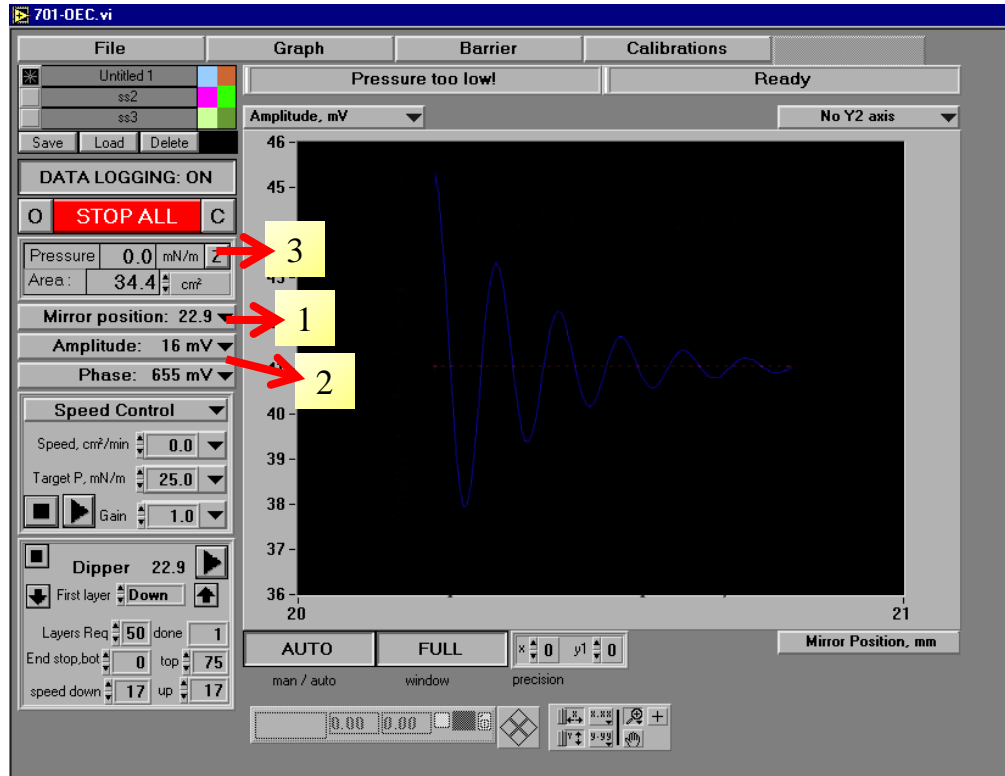 701-OEC.vi
File Graph Barrier Calibrations
Untitled 1
ss2
ss3
Save Load Delete
Pressure too low! Ready
Amplitude, mV No Y2 axis
DATA LOGGING: ON
O STOP ALL C
Pressure 0.0 mN/m Z
Area: 34.4 cm²
Mirror position: 22.9
Amplitude: 16 mV
Phase: 655 mV
3
1
2
Speed Control
Speed, cm²/min 0.0
Target P, mN/m 25.0
Gain 1.0
Dipper 22.9
First layer Down
Layers Req 50 done 1
End stop,bot 0 top 75
speed down 17 up 17
46
45
43
40
39
38
37
36
20 21
AUTO FULL x 0 y1 0 Mirror Position, mm
man / auto window precision
0.00 0.00
X X.XX
Y Y.YY